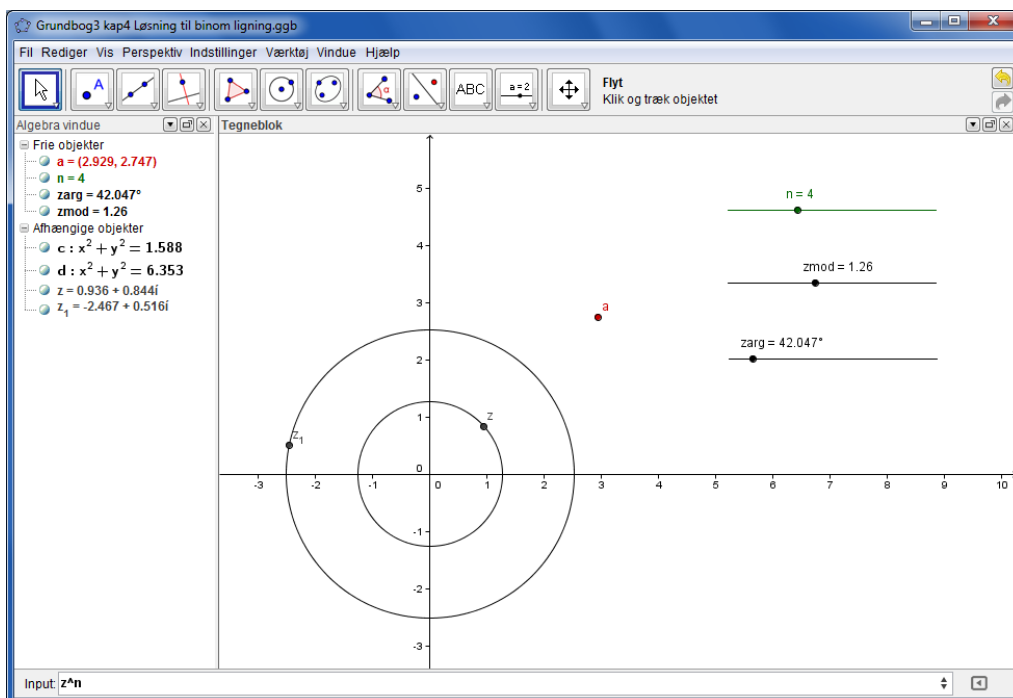 Grundbog3 kap4 Løsning til binom ligning.ggb
Fil Rediger Vis Perspektiv Indstillinger Værktøj Vindue Hjælp
A α ABC a=2
Flyt
Klik og træk objektet
Algebra vindue
Frie objekter
a = (2.929, 2.747)
n = 4
zarg = 42.047°
zmod = 1.26
Afhængige objekter
c : x² + y² = 1.588
d : x² + y² = 6.353
z = 0.936 + 0.844í
z₁ = -2.467 + 0.516í
Tegneblok
n = 4
zmod = 1.26
zarg = 42.047°
a
z
z₁
5
4
3
2
1
0
-1
-2
-3
-3 -2 -1 0 1 2 3 4 5 6 7 8 9 10
Input: z^n